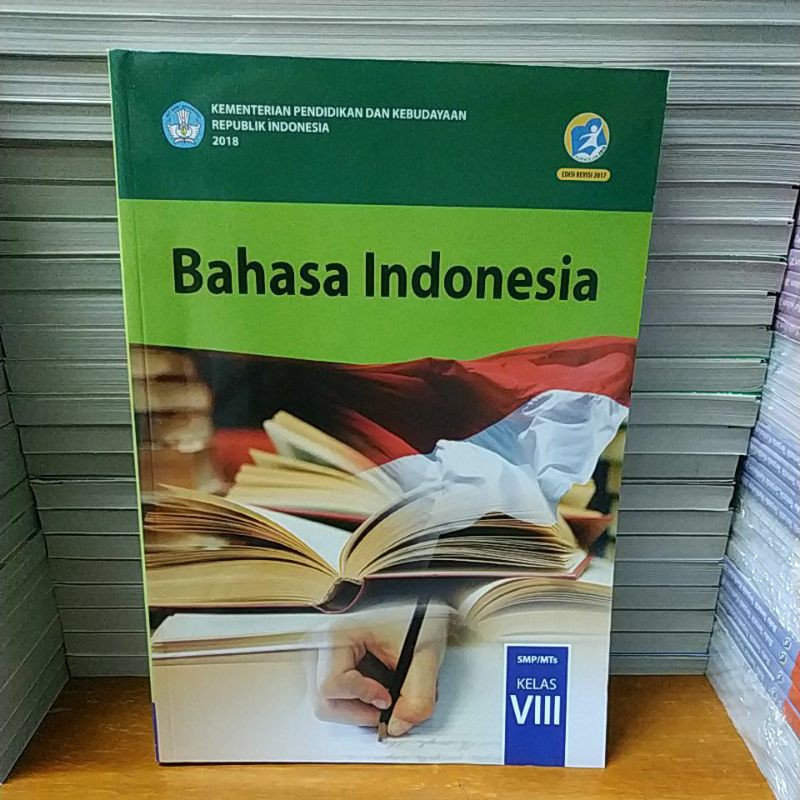 KEMENTERIAN PENDIDIKAN DAN KEBUDAYAAN
REPUBLIK INDONESIA
2018
EDISI REVISI 2017
Bahasa Indonesia
SMP/MTs
KELAS
VIII